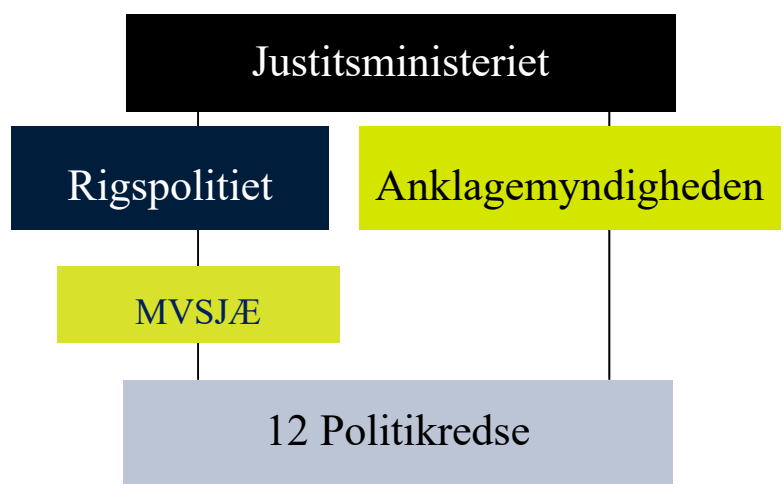 Justitsministeriet
Rigspolitiet
Anklagemyndigheden
MVSJÆ
12 Politikredse